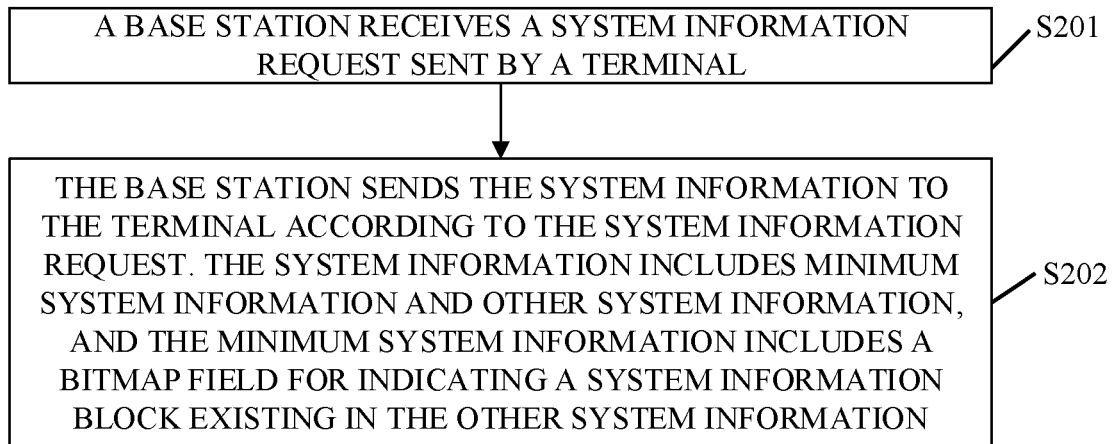 A BASE STATION RECEIVES A SYSTEM INFORMATION
REQUEST SENT BY A TERMINAL
S201
THE BASE STATION SENDS THE SYSTEM INFORMATION TO
THE TERMINAL ACCORDING TO THE SYSTEM INFORMATION
REQUEST. THE SYSTEM INFORMATION INCLUDES MINIMUM
SYSTEM INFORMATION AND OTHER SYSTEM INFORMATION,
AND THE MINIMUM SYSTEM INFORMATION INCLUDES A
BITMAP FIELD FOR INDICATING A SYSTEM INFORMATION
BLOCK EXISTING IN THE OTHER SYSTEM INFORMATION
S202